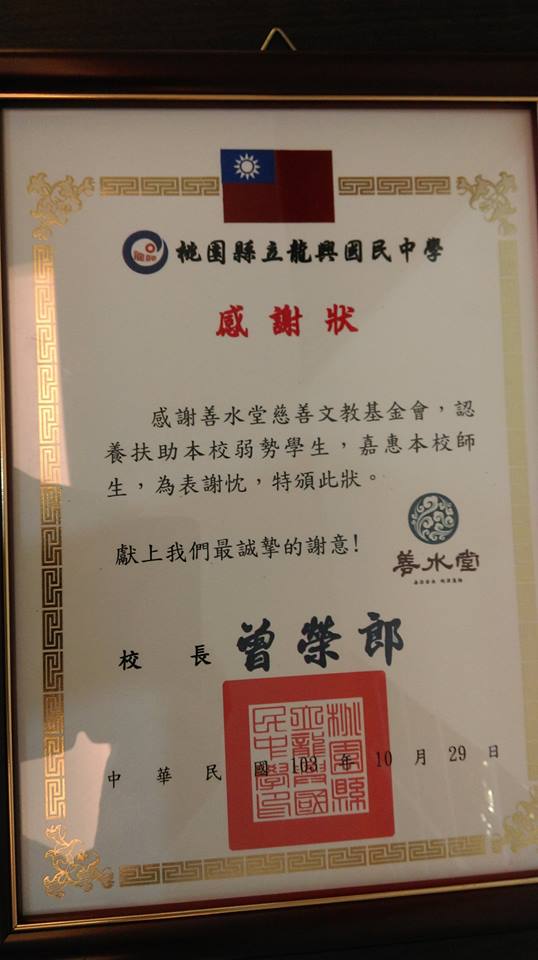 桃園縣立龍興國民中學
感謝狀
感謝善水堂慈善文教基金會，認
養扶助本校弱勢學生，嘉惠本校師
生，為表謝忱，特頒此狀。
獻上我們最誠摯的謝意!
善水堂
校長 曾榮郎
桃園縣立龍興國民中學印
中華民國 103 年 10 月 29 日